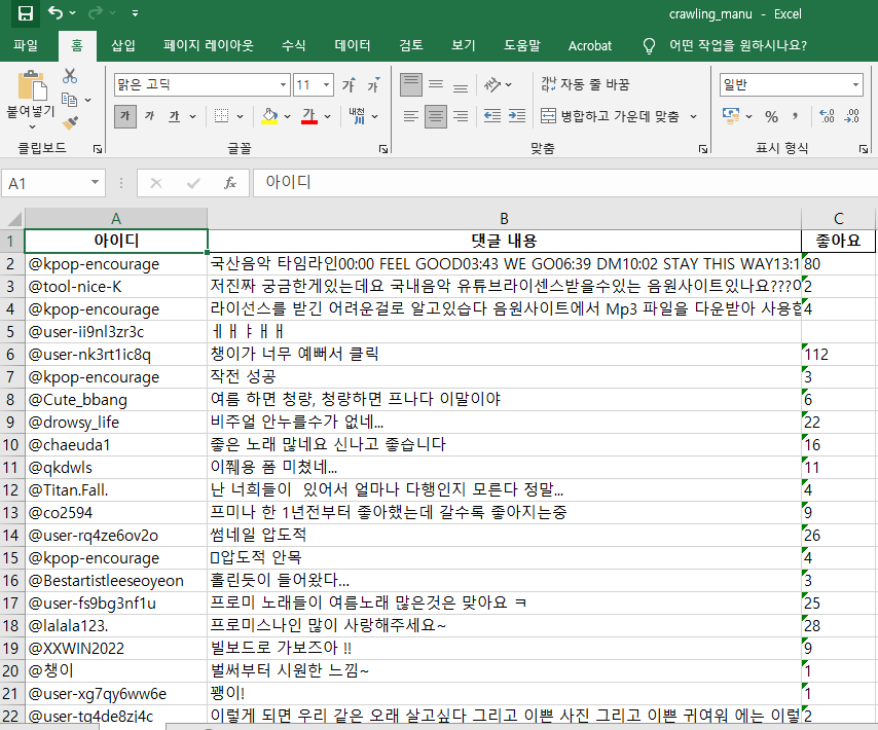 crawling_manu - Excel
파일 홈 삽입 페이지 레이아웃 수식 데이터 검토 보기 도움말 Acrobat 어떤 작업을 원하시나요?
붙여넣기
맑은 고딕 11 가 가
가 가 가 가 내천
자동 줄 바꿈
병합하고 가운데 맞춤
일반
%
클립보드 글꼴 맞춤 표시 형식
A1 fx 아이디
A B C
1 아이디 댓글 내용 좋아요
2 @kpop-encourage 국산음악 타임라인00:00 FEEL GOOD03:43 WE GO06:39 DM10:02 STAY THIS WAY13:1 80
3 @tool-nice-K 저진짜 궁금한게있는데요 국내음악 유튜브라이센스받을수있는 음원사이트있나요???이 2
4 @kpop-encourage 라이선스를 받긴 어려운걸로 알고있습다 음원사이트에서 Mp3 파일을 다운받아 사용합 4
5 @user-ii9nl3zr3c ㅔㅐㅑㅐㅐ
6 @user-nk3rt1ic8q 챙이가 너무 예뻐서 클릭 112
7 @kpop-encourage 작전 성공 3
8 @Cute_bbang 여름 하면 청량, 청량하면 프나다 이말이야 6
9 @drowsy_life 비주얼 안누를수가 없네... 22
10 @chaeuda1 좋은 노래 많네요 신나고 좋습니다 16
11 @qkdwls 이쮀용 폼 미쳤네... 11
12 @Titan.Fall. 난 너희들이  있어서 얼마나 다행인지 모른다 정말... 4
13 @co2594 프미나 한 1년전부터 좋아했는데 갈수록 좋아지는중 9
14 @user-rq4ze6ov2o 썸네일 압도적 26
15 @kpop-encourage 압도적 안목 4
16 @Bestartistleeseoyeon 홀린듯이 들어왔다... 3
17 @user-fs9bg3nf1u 프로미 노래들이 여름노래 많은것은 맞아요 ㅋ 25
18 @lalala123. 프로미스나인 많이 사랑해주세요~ 28
19 @XXWIN2022 빌보드로 가보즈아 !! 9
20 @챙이 벌써부터 시원한 느낌~ 1
21 @user-xg7qy6ww6e 꽹이! 1
22 @user-tq4de8zj4c 이렇게 되면 우리 같은 오래 살고싶다 그리고 이쁜 사진 그리고 이쁜 귀여워 에는 이렇 2